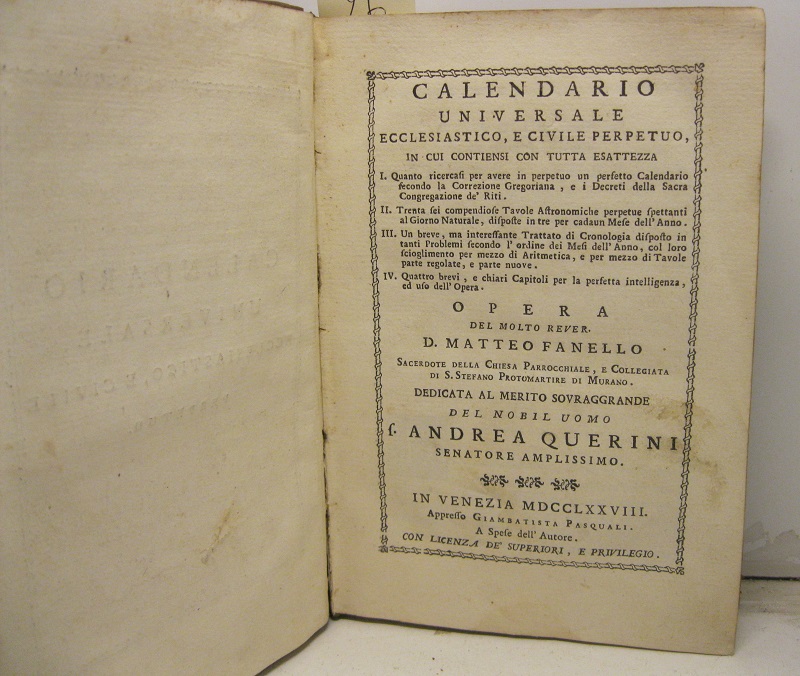 CALENDARIO
UNIVERSALE
ECCLESIASTICO, E CIVILE PERPETUO,
IN CUI CONTIENSI CON TUTTA ESATTEZZA
I. Quanto ricercaſi per avere in perpetuo un perfetto Calendario
ſecondo la Correzione Gregoriana, e i Decreti della Sacra
Congregazione de' Riti.
II. Trenta ſei compendioſe Tavole Aſtronomiche perpetue ſpettanti
al Giorno Naturale, diſpoſte in tre per cadaun Meſe dell' Anno.
III. Un breve, ma intereſſante Trattato di Cronologia diſpoſto in
tanti Problemi ſecondo l' ordine dei Meſi dell' Anno, col loro
ſcioglimento per mezzo di Aritmetica, e per mezzo di Tavole
parte regolate, e parte nuove.
IV. Quattro brevi, e chiari Capitoli per la perfetta intelligenza,
ed uſo dell' Opera.
OPERA
DEL MOLTO REVER.
D. MATTEO FANELLO
SACERDOTE DELLA CHIESA PARROCCHIALE, E COLLEGIATA
DI S. STEFANO PROTOMARTIRE DI MURANO.
DEDICATA AL MERITO SOVRAGGRANDE
DEL NOBIL UOMO
ſ. ANDREA QUERINI
SENATORE AMPLISSIMO.
IN VENEZIA MDCCLXXVIII.
Appreſſo GIAMBATISTA PASQUALI.
A Speſe dell' Autore.
CON LICENZA DE' SUPERIORI, E PRIVILEGIO.